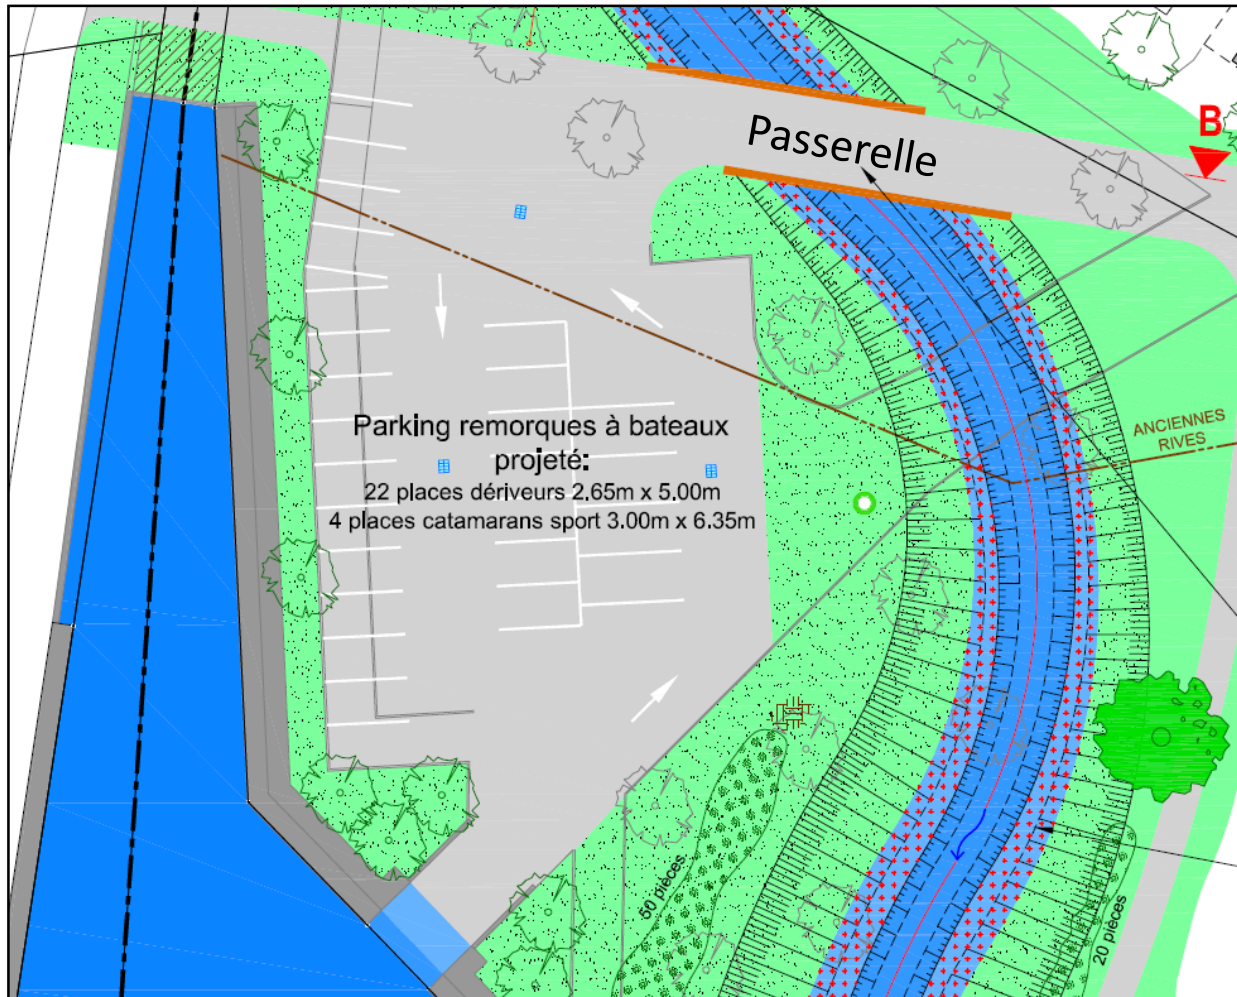 B
Passerelle
ANCIENNES
RIVES
Parking remorques à bateaux
projeté:
22 places dériveurs 2.65m x 5.00m
4 places catamarans sport 3.00m x 6.35m
50 pièces
20 pièces